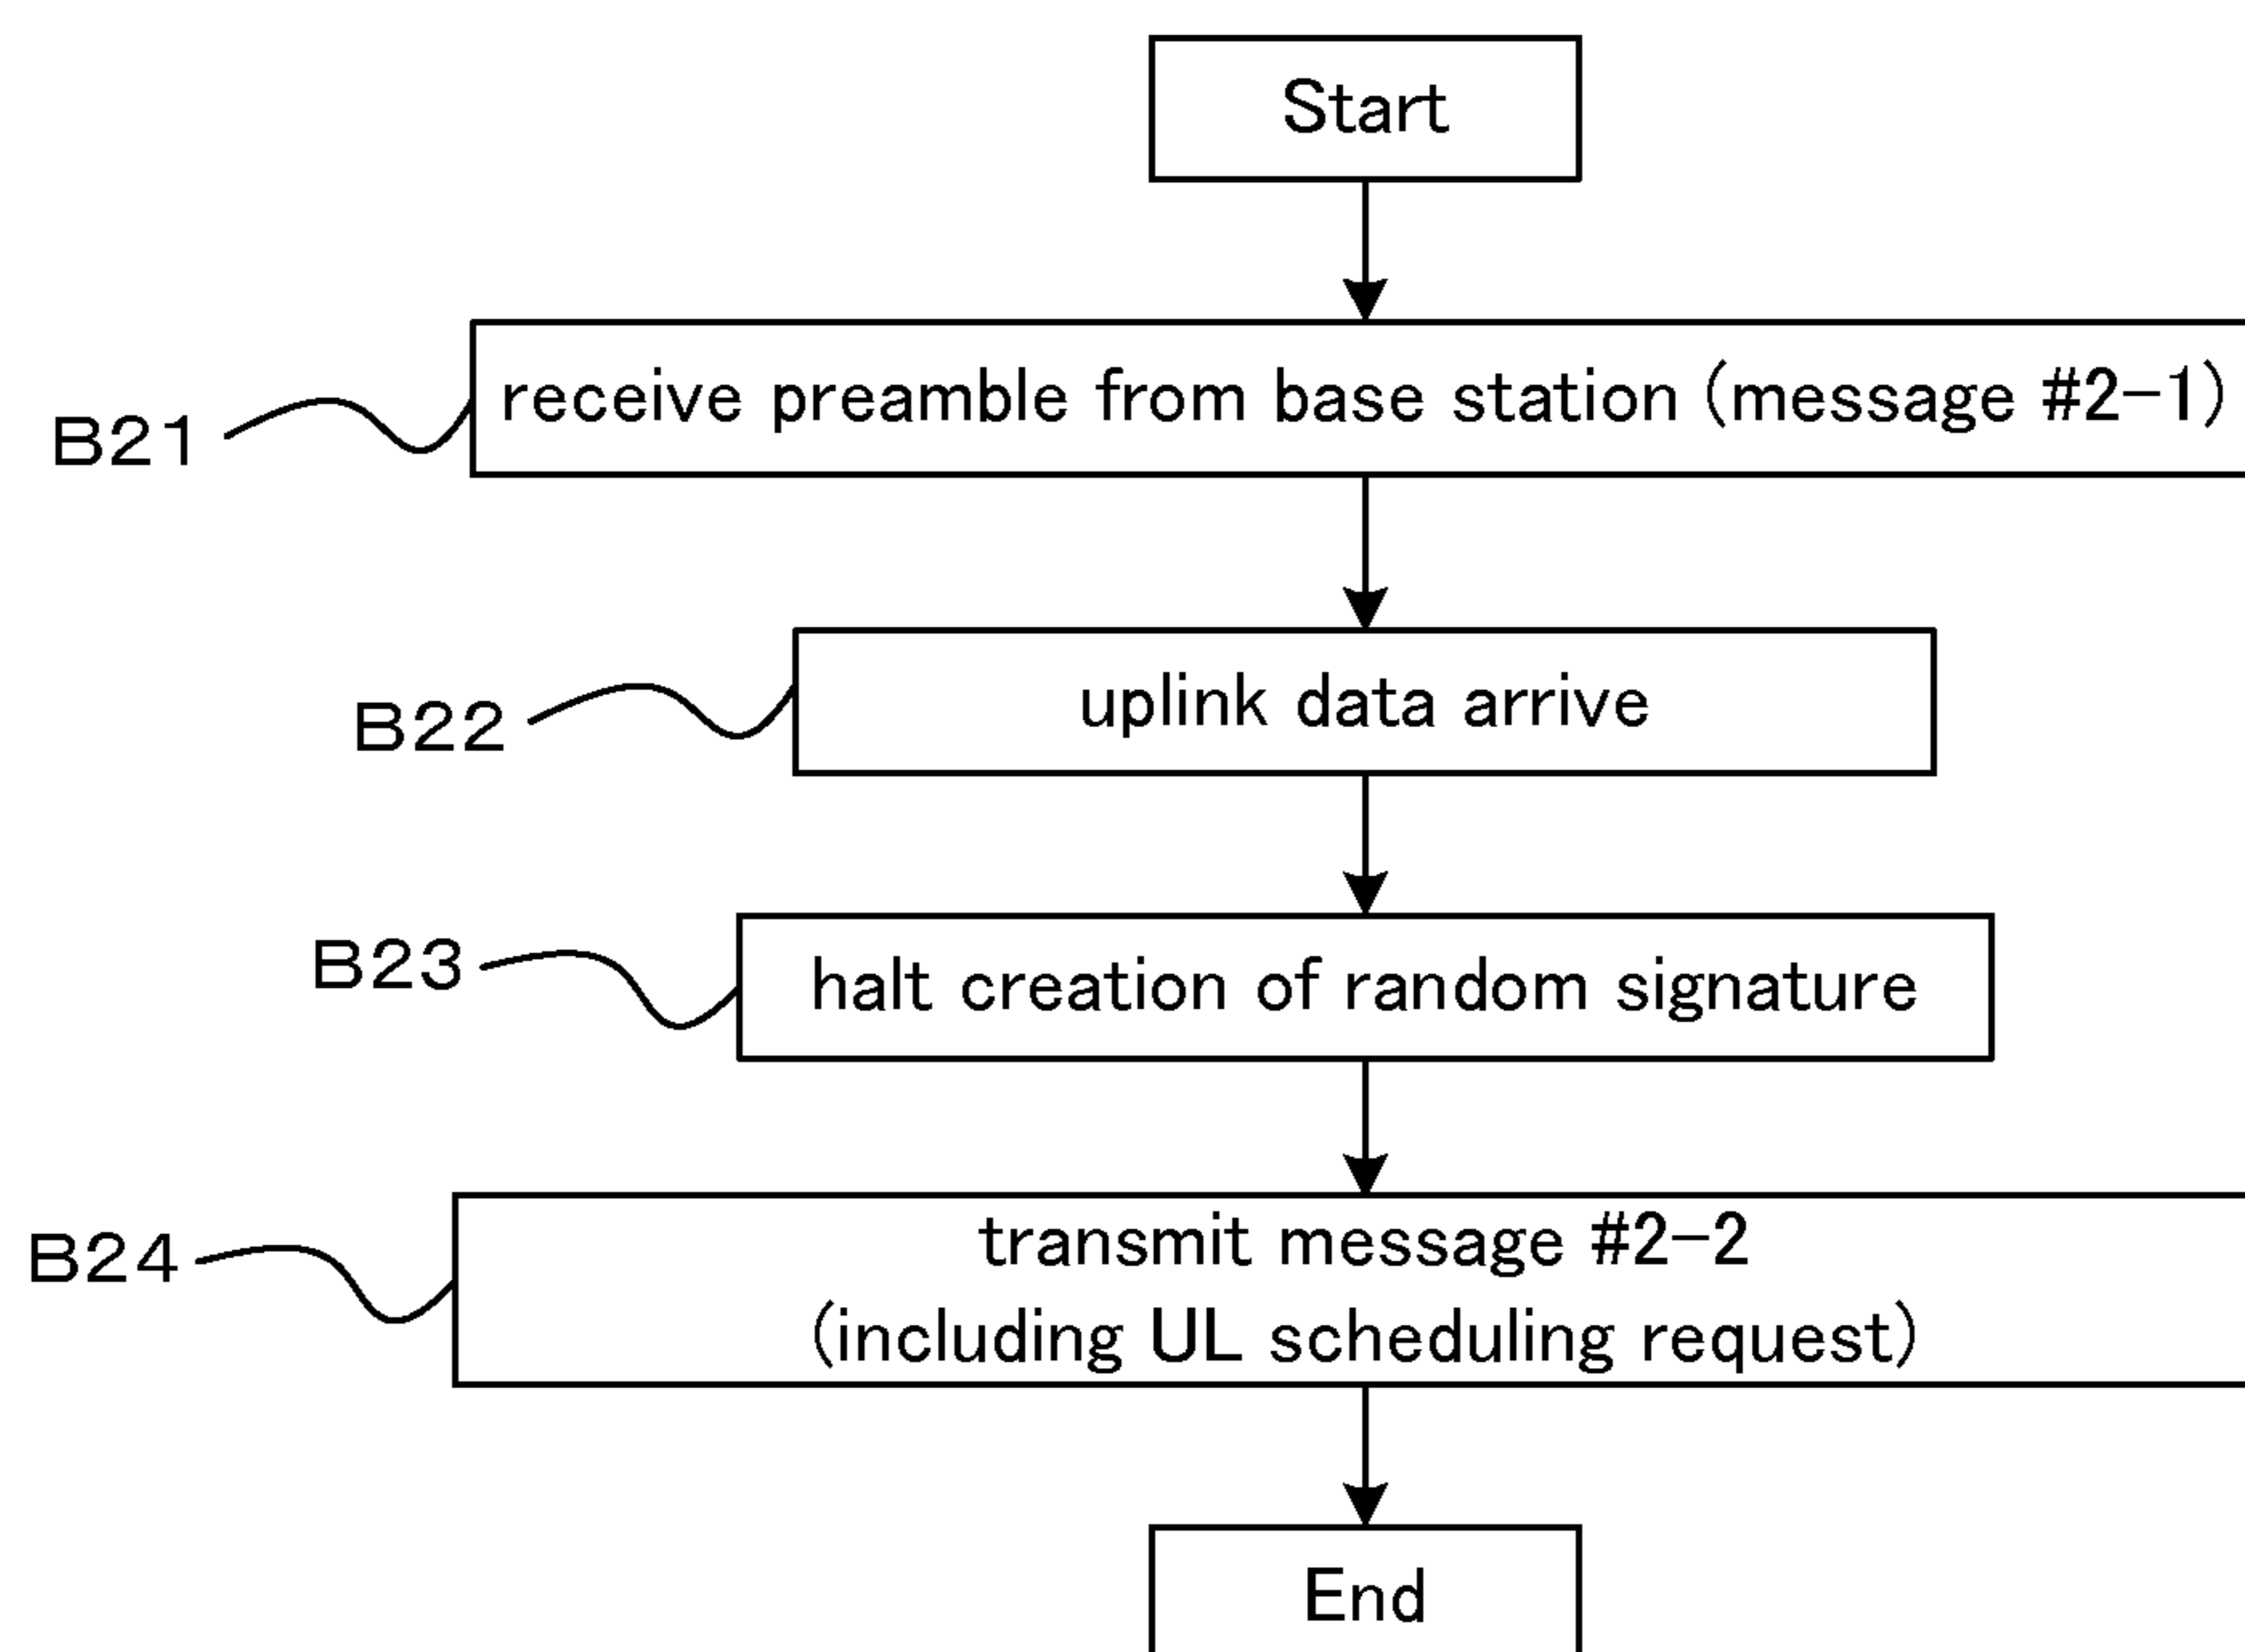 Start
B21
receive preamble from base station (message #2-1)
B22
uplink data arrive
B23
halt creation of random signature
B24
transmit message #2-2
(including UL scheduling request)
End